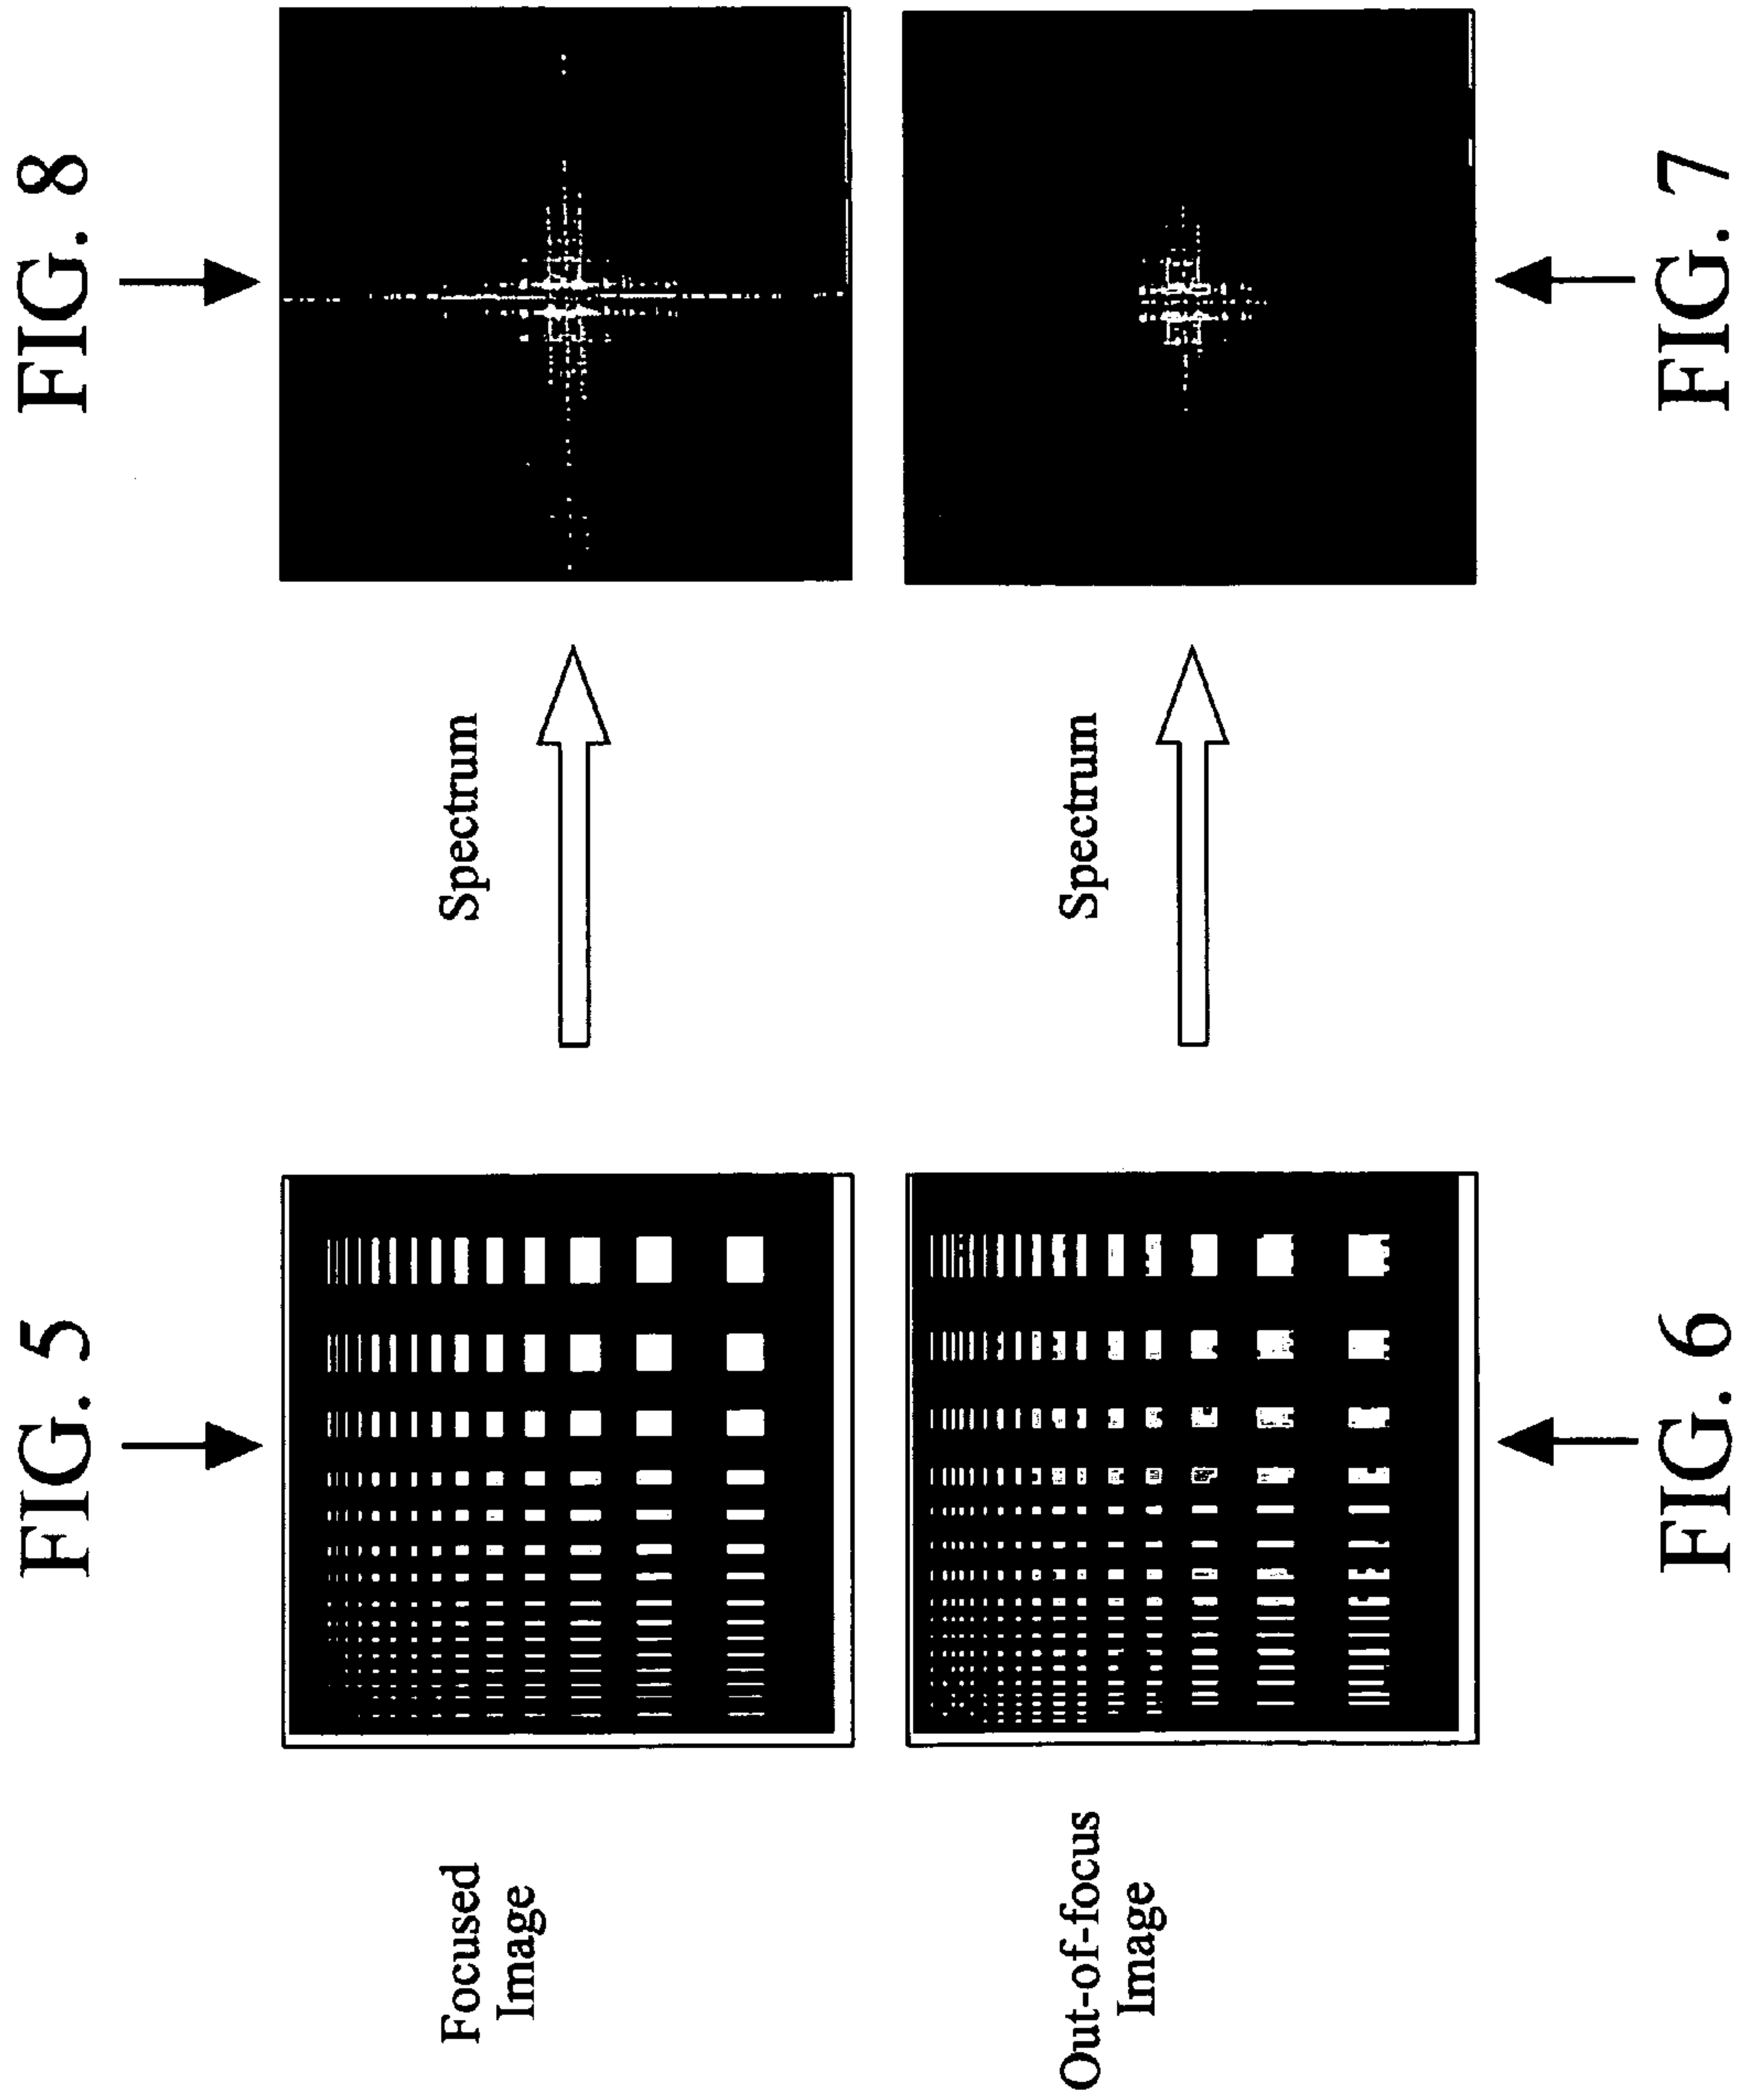 FIG. 5
FIG. 8
Focused
Image
Spectrum
Out-of-focus
Image
Spectrum
FIG. 6
FIG. 7